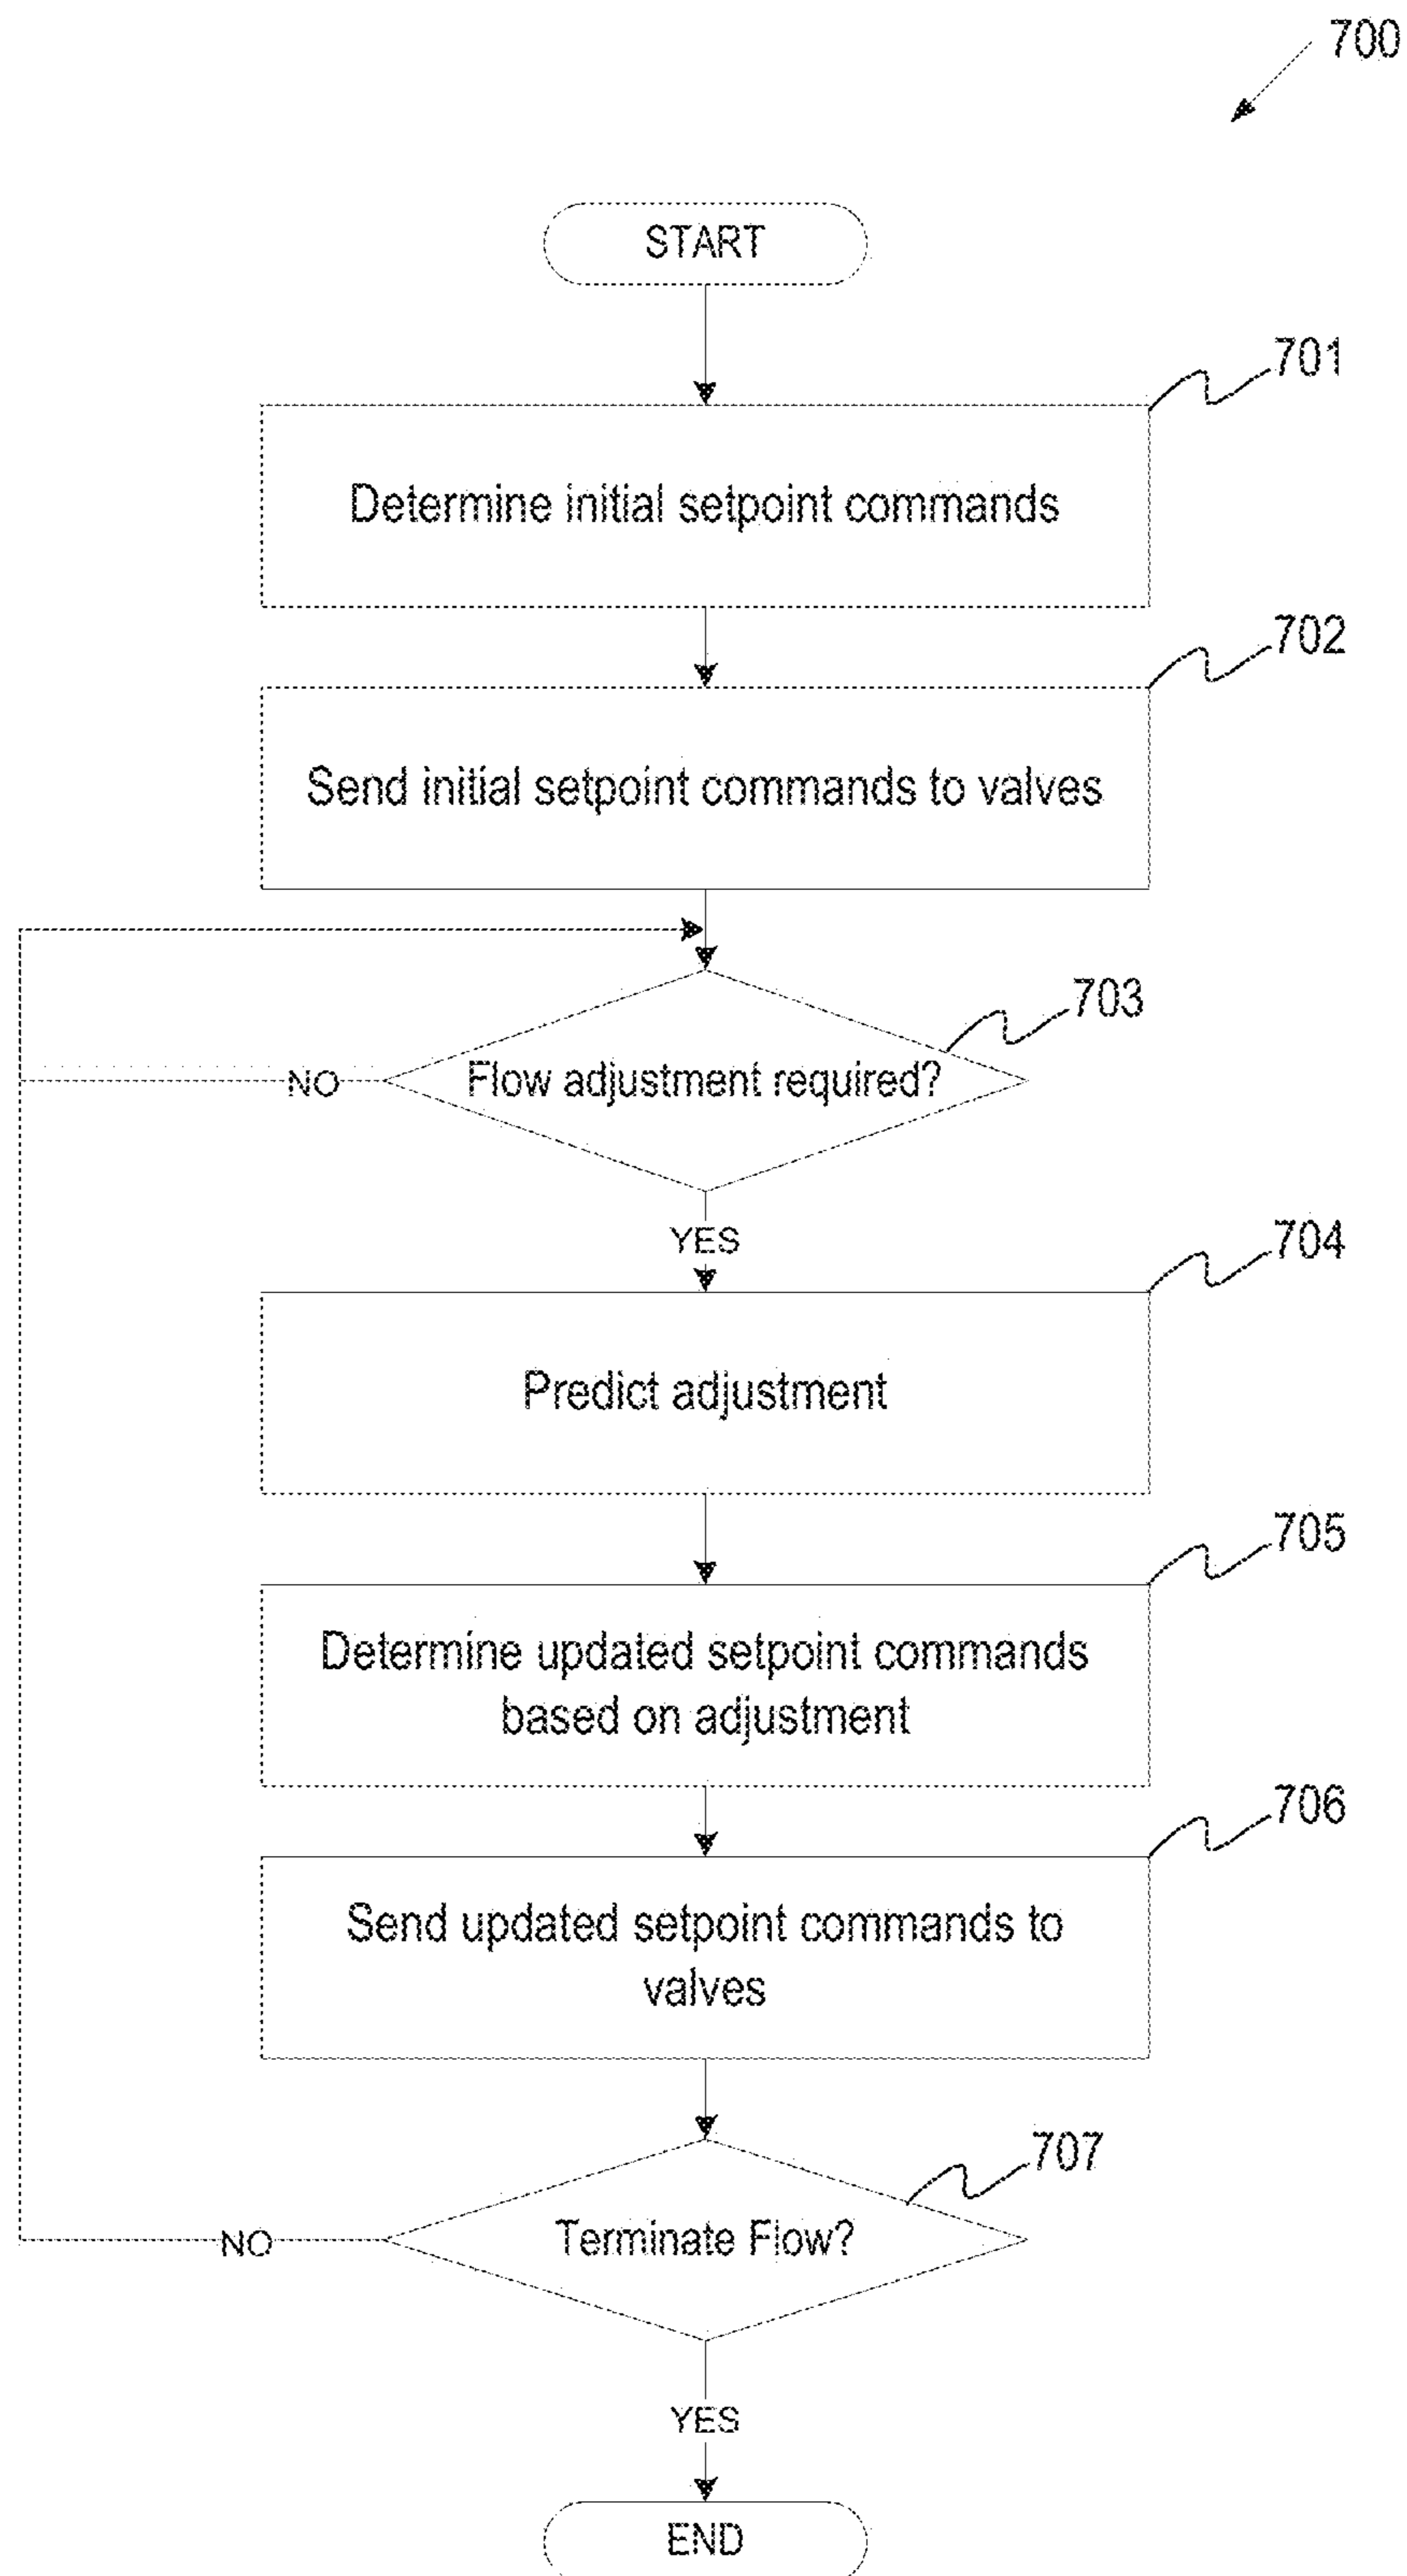 700
START
701
Determine initial setpoint commands
702
Send initial setpoint commands to valves
703
Flow adjustment required?
NO
YES
704
Predict adjustment
705
Determine updated setpoint commands
based on adjustment
706
Send updated setpoint commands to
valves
707
Terminate Flow?
NO
YES
END